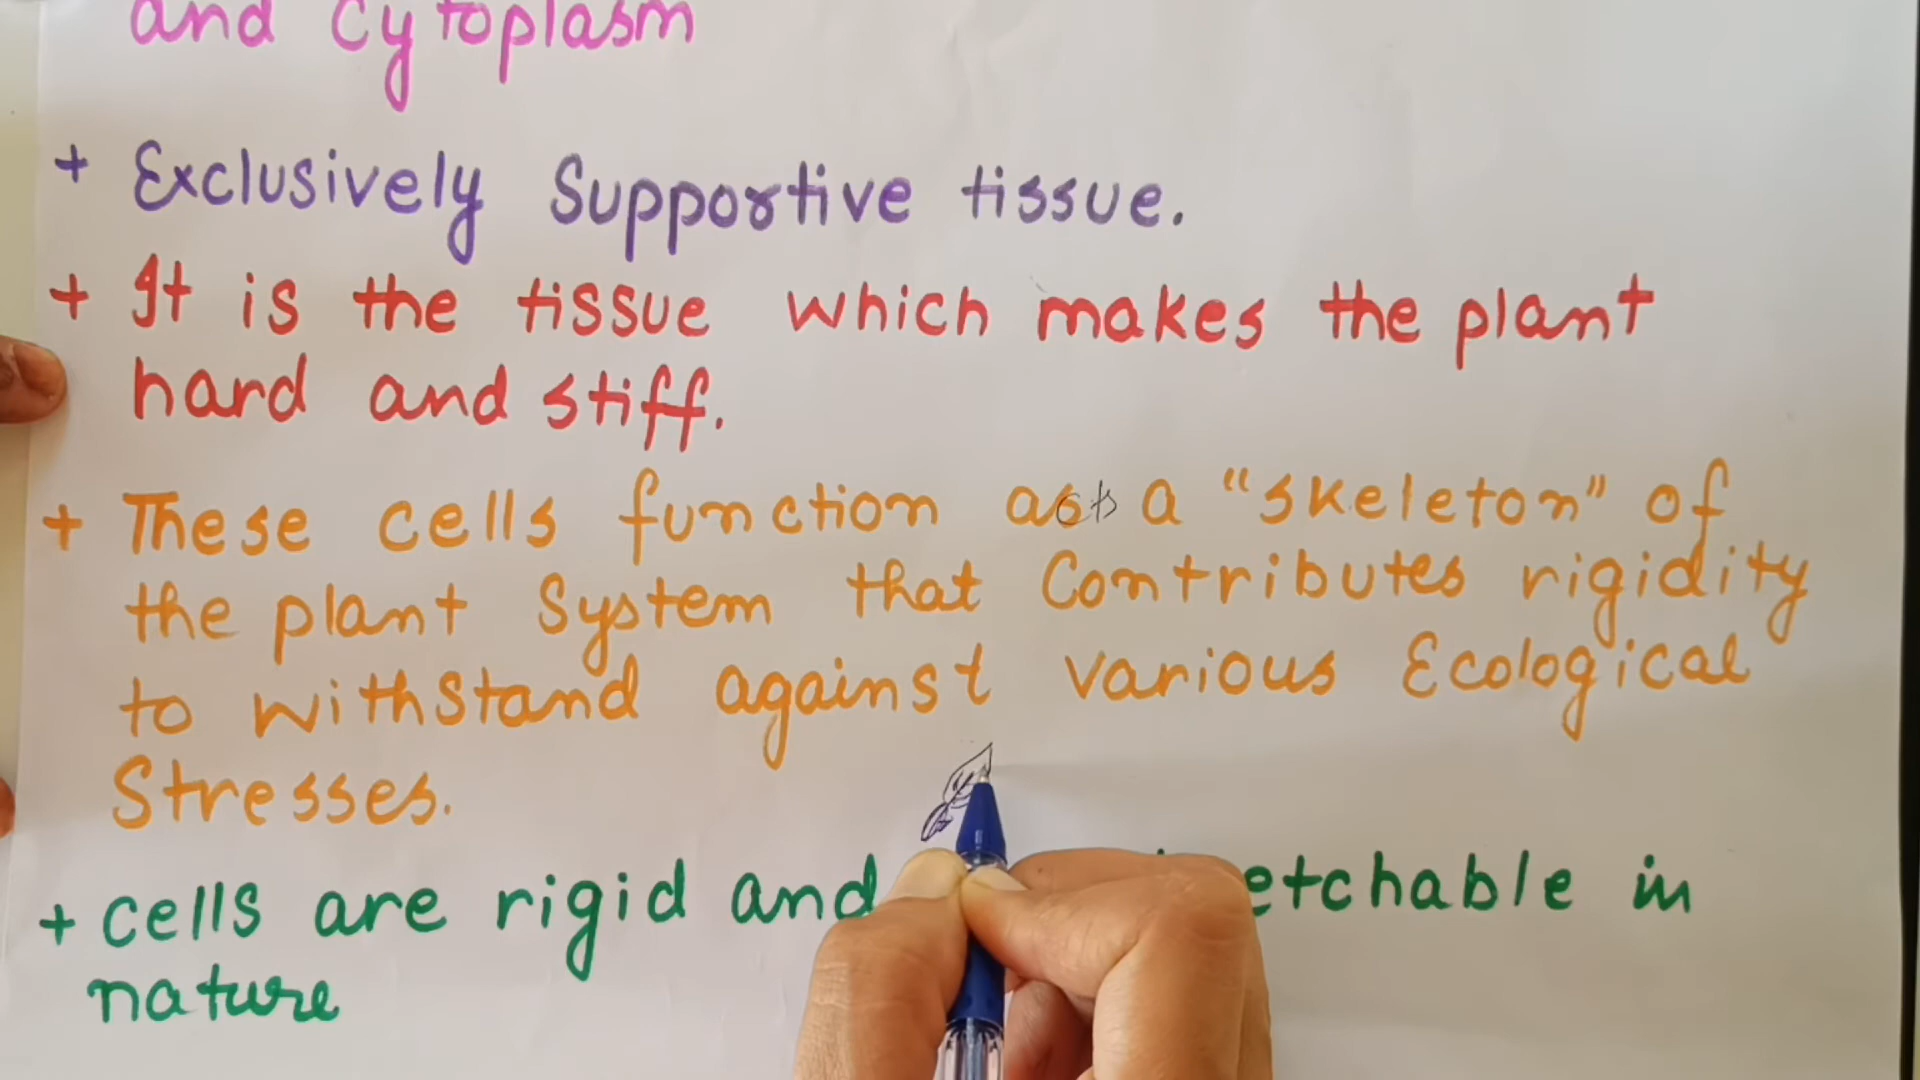 and Cytoplasm
+ Exclusively Supportive tissue.
+ It is the tissue which makes the plant
hard and stiff.
+ These cells function as a "skeleton" of
the plant System that Contributes rigidity
to withstand against various Ecological
Stresses.
+ cells are rigid and etchable in
nature